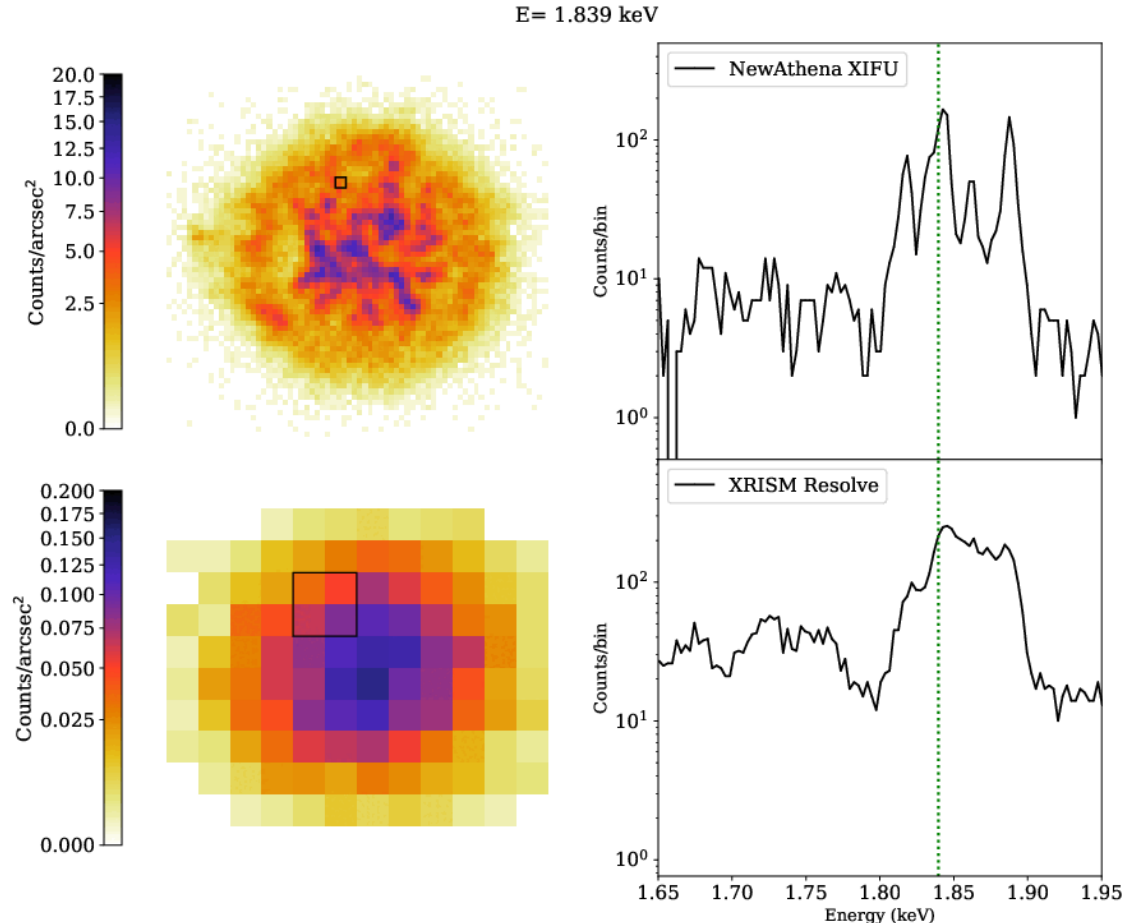 E= 1.839 keV
20.0
17.5
15.0
12.5
10.0
7.5
5.0
2.5
0.0
Counts/arcsec²
NewAthena XIFU
10²
10¹
10⁰
Counts/bin
0.200
0.175
0.150
0.125
0.100
0.075
0.050
0.025
0.000
Counts/arcsec²
XRISM Resolve
10²
10¹
10⁰
Counts/bin
1.65 1.70 1.75 1.80 1.85 1.90 1.95
Energy (keV)